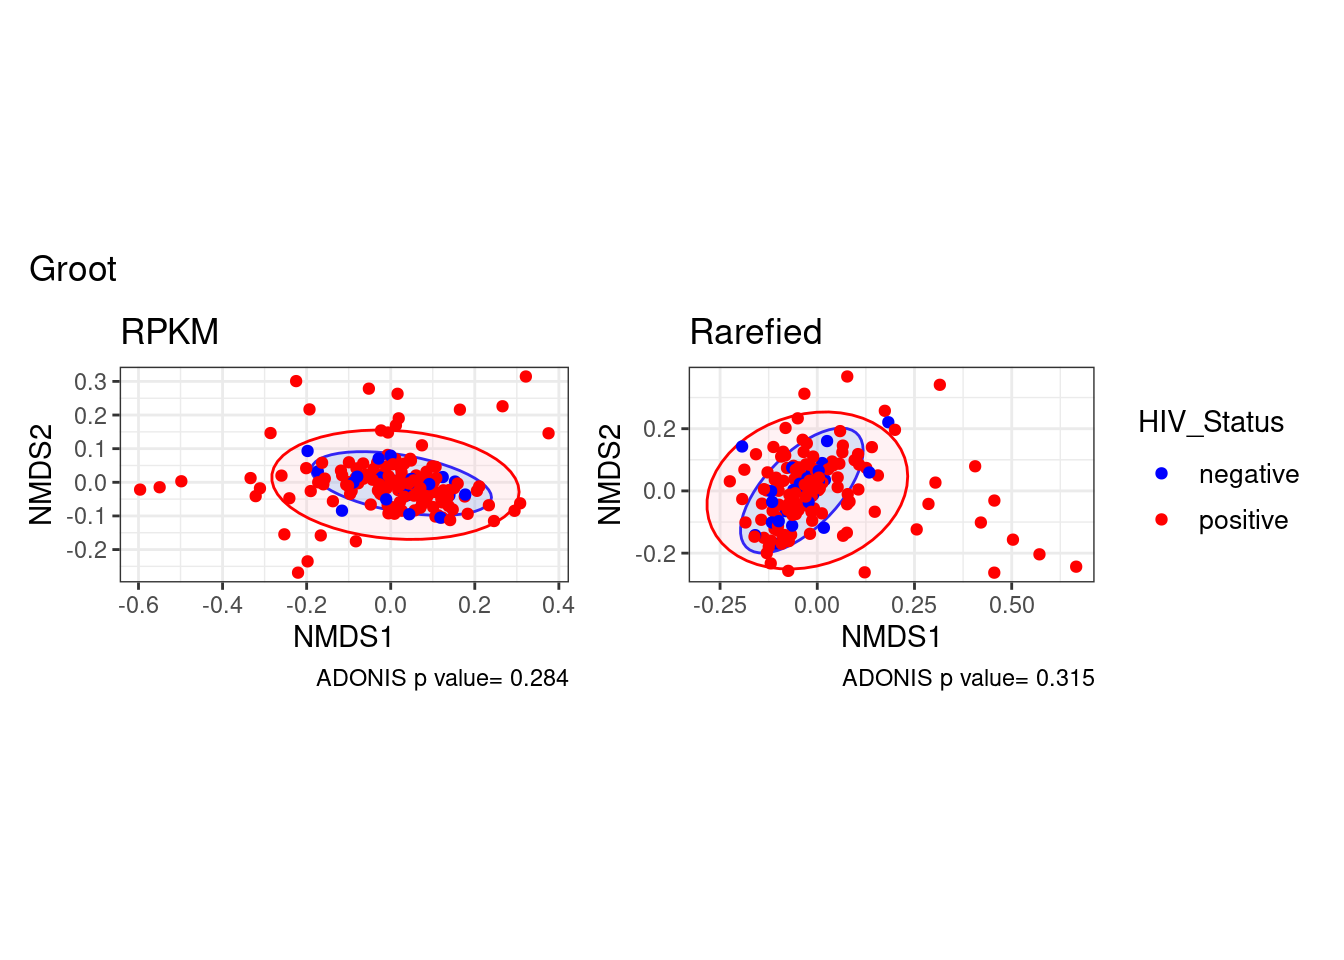 Groot
RPKM
Rarefied
NMDS2
0.3
0.2
0.1
0.0
-0.1
-0.2
-0.6
-0.4
-0.2
0.0
0.2
0.4
NMDS1
ADONIS p value= 0.284
NMDS2
0.2
0.0
-0.2
-0.25
0.00
0.25
0.50
NMDS1
ADONIS p value= 0.315
HIV_Status
negative
positive